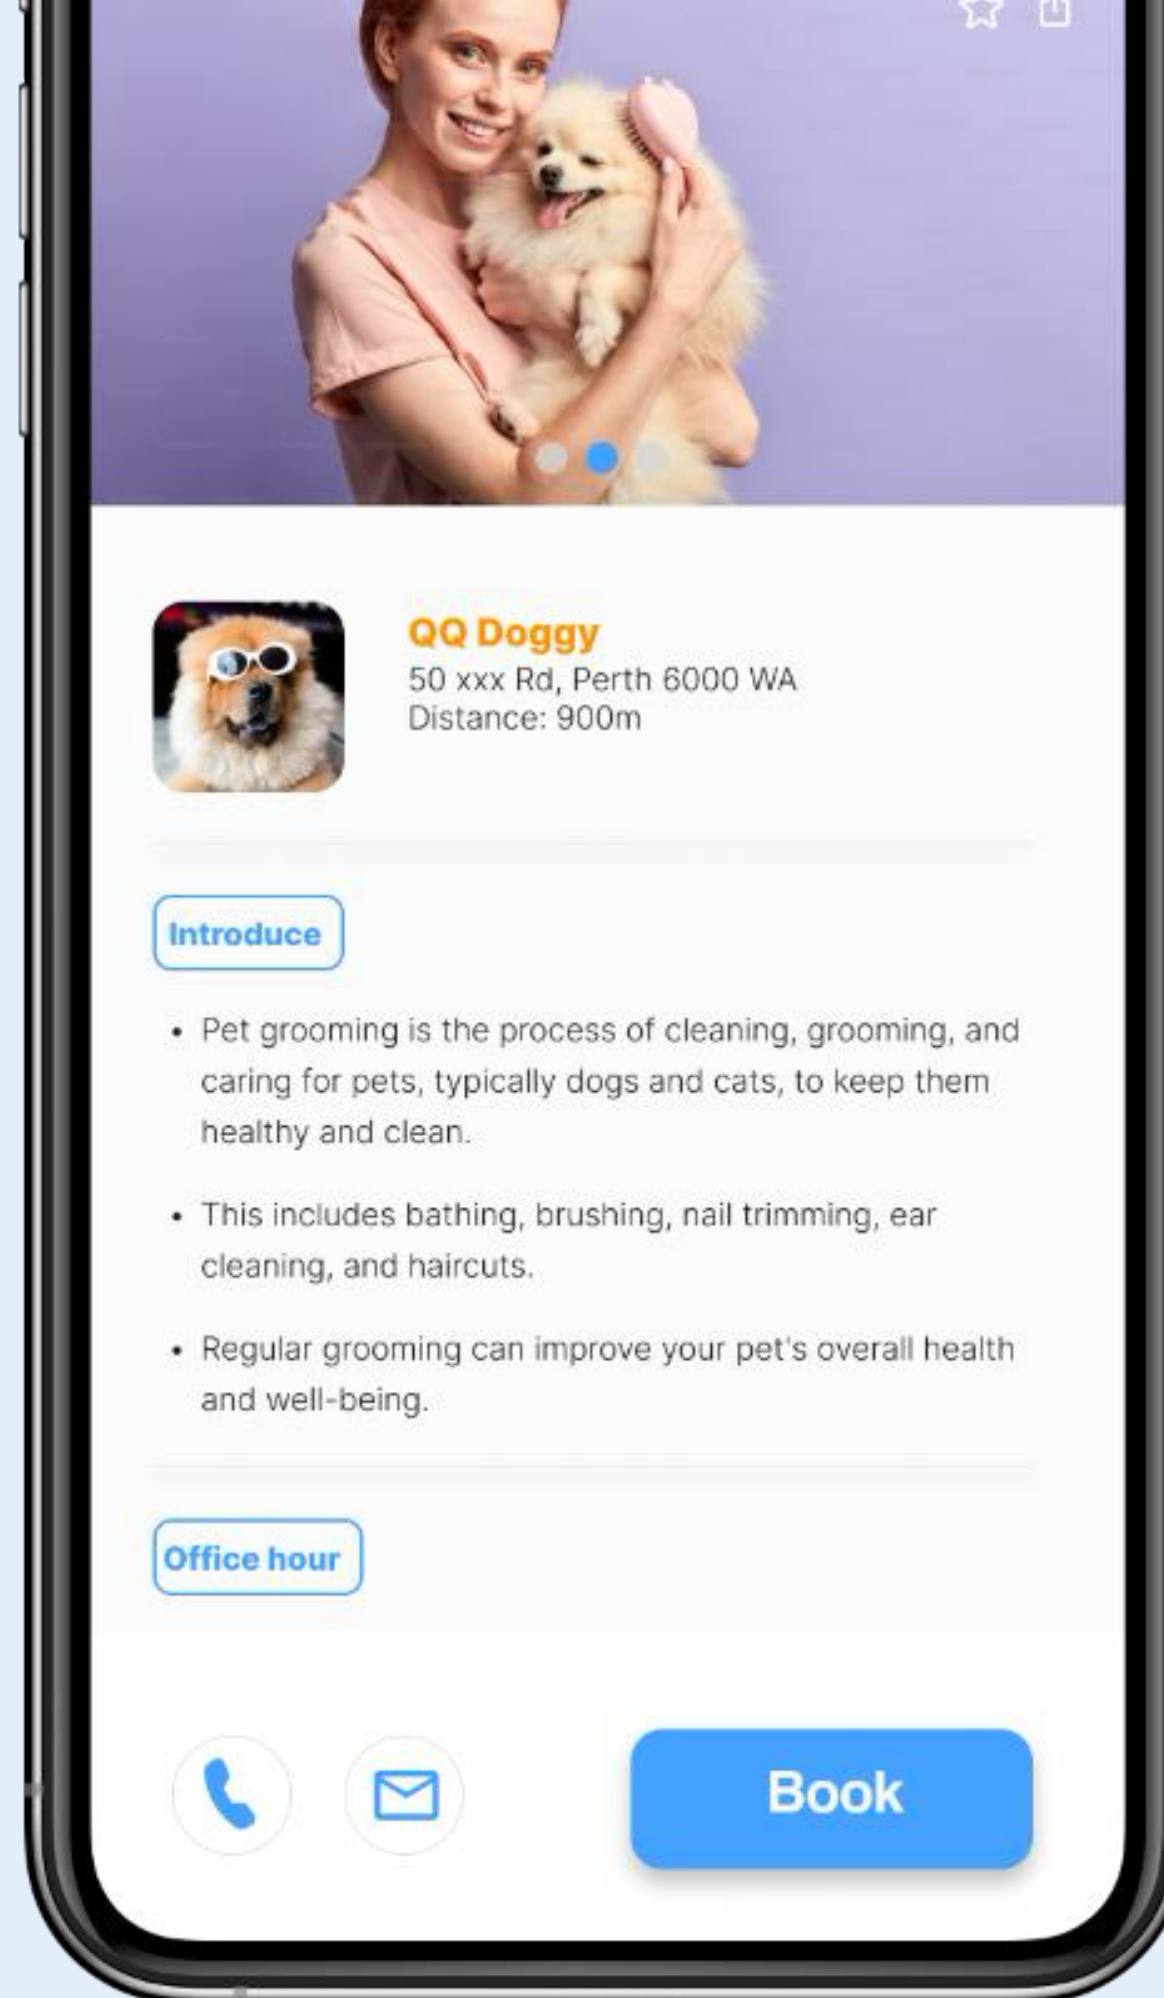 QQ Doggy
50 xxx Rd, Perth 6000 WA
Distance: 900m
Introduce
• Pet grooming is the process of cleaning, grooming, and
caring for pets, typically dogs and cats, to keep them
healthy and clean.
• This includes bathing, brushing, nail trimming, ear
cleaning, and haircuts.
• Regular grooming can improve your pet's overall health
and well-being.
Office hour
Book